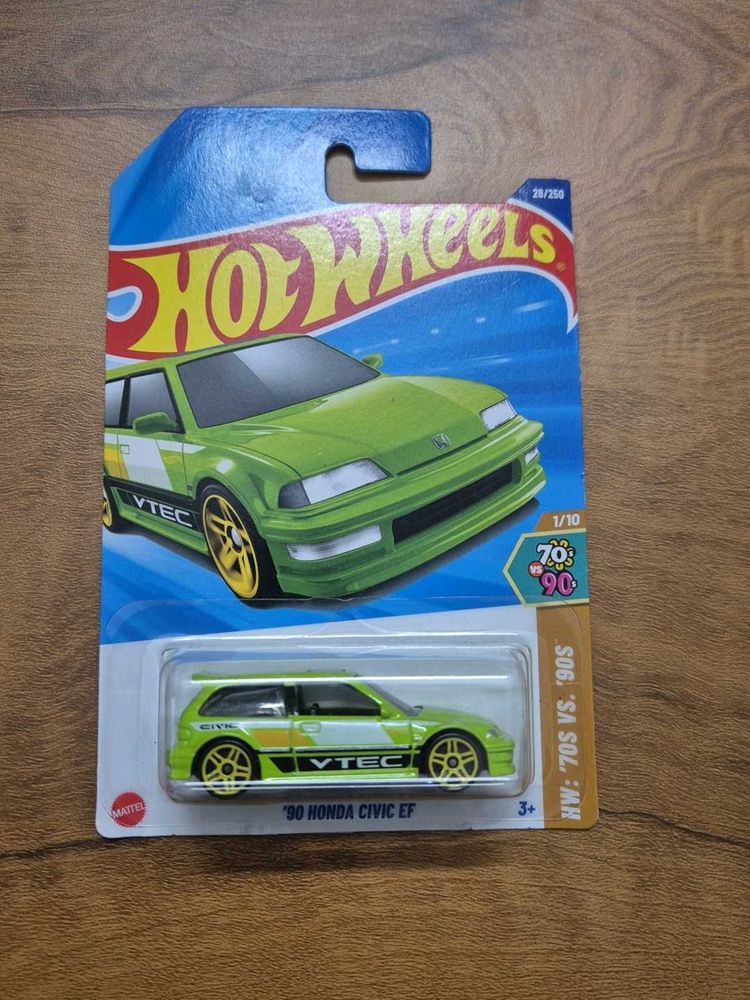 28/250
HOT WHEELS®
VTEC
1/10
70s
VS
90s
HW: '70S VS. '90S™
CIVIC
VTEC
MATTEL
'90 HONDA CIVIC EF
3+